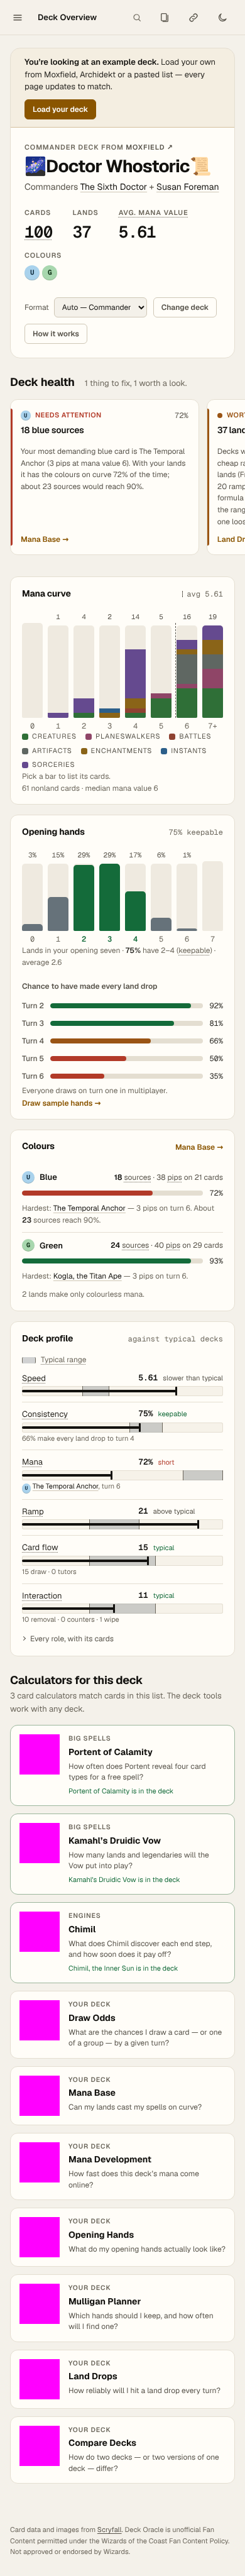 Deck Overview
You're looking at an example deck. Load your own
from Moxfield, Archidekt or a pasted list — every
page updates to match.
Load your deck
COMMANDER DECK FROM MOXFIELD ↗
🌌Doctor Whostoric📜
Commanders The Sixth Doctor + Susan Foreman
CARDS LANDS AVG. MANA VALUE
100 37 5.61
COLOURS
U G
Format Auto — Commander Change deck
How it works
Deck health 1 thing to fix, 1 worth a look.
U NEEDS ATTENTION 72%
18 blue sources
Your most demanding blue card is The Temporal
Anchor (3 pips at mana value 6). With your lands
it has the colours on curve 72% of the time;
about 23 sources would reach 90%.
Mana Base →
WOR
37 land
Decks w
cheap ra
lands (Fr
20 ramp
formula
the rang
one loos
Land Dr
Mana curve avg 5.61
1 4 2 14 5 16 19
0 1 2 3 4 5 6 7+
CREATURES PLANESWALKERS BATTLES
ARTIFACTS ENCHANTMENTS INSTANTS
SORCERIES
Pick a bar to list its cards.
61 nonland cards · median mana value 6
Opening hands 75% keepable
3% 15% 29% 29% 17% 6% 1%
0 1 2 3 4 5 6 7
Lands in your opening seven · 75% have 2–4 (keepable) ·
average 2.6
Chance to have made every land drop
Turn 2 92%
Turn 3 81%
Turn 4 66%
Turn 5 50%
Turn 6 35%
Everyone draws on turn one in multiplayer.
Draw sample hands →
Colours Mana Base →
U Blue 18 sources · 38 pips on 21 cards
72%
Hardest: The Temporal Anchor — 3 pips on turn 6. About
23 sources reach 90%.
G Green 24 sources · 40 pips on 29 cards
93%
Hardest: Kogla, the Titan Ape — 3 pips on turn 6.
2 lands make only colourless mana.
Deck profile against typical decks
Typical range
Speed 5.61 slower than typical
Consistency 75% keepable
66% make every land drop to turn 4
Mana 72% short
U The Temporal Anchor, turn 6
Ramp 21 above typical
Card flow 15 typical
15 draw · 0 tutors
Interaction 11 typical
10 removal · 0 counters · 1 wipe
› Every role, with its cards
Calculators for this deck
3 card calculators match cards in this list. The deck tools
work with any deck.
BIG SPELLS
Portent of Calamity
How often does Portent reveal four card
types for a free spell?
Portent of Calamity is in the deck
BIG SPELLS
Kamahl's Druidic Vow
How many lands and legendaries will the
Vow put into play?
Kamahl's Druidic Vow is in the deck
ENGINES
Chimil
What does Chimil discover each end step,
and how soon does it pay off?
Chimil, the Inner Sun is in the deck
YOUR DECK
Draw Odds
What are the chances I draw a card — or one
of a group — by a given turn?
YOUR DECK
Mana Base
Can my lands cast my spells on curve?
YOUR DECK
Mana Development
How fast does this deck's mana come
online?
YOUR DECK
Opening Hands
What do my opening hands actually look like?
YOUR DECK
Mulligan Planner
Which hands should I keep, and how often
will I find one?
YOUR DECK
Land Drops
How reliably will I hit a land drop every turn?
YOUR DECK
Compare Decks
How do two decks — or two versions of one
deck — differ?
Card data and images from Scryfall. Deck Oracle is unofficial Fan
Content permitted under the Wizards of the Coast Fan Content Policy.
Not approved or endorsed by Wizards.